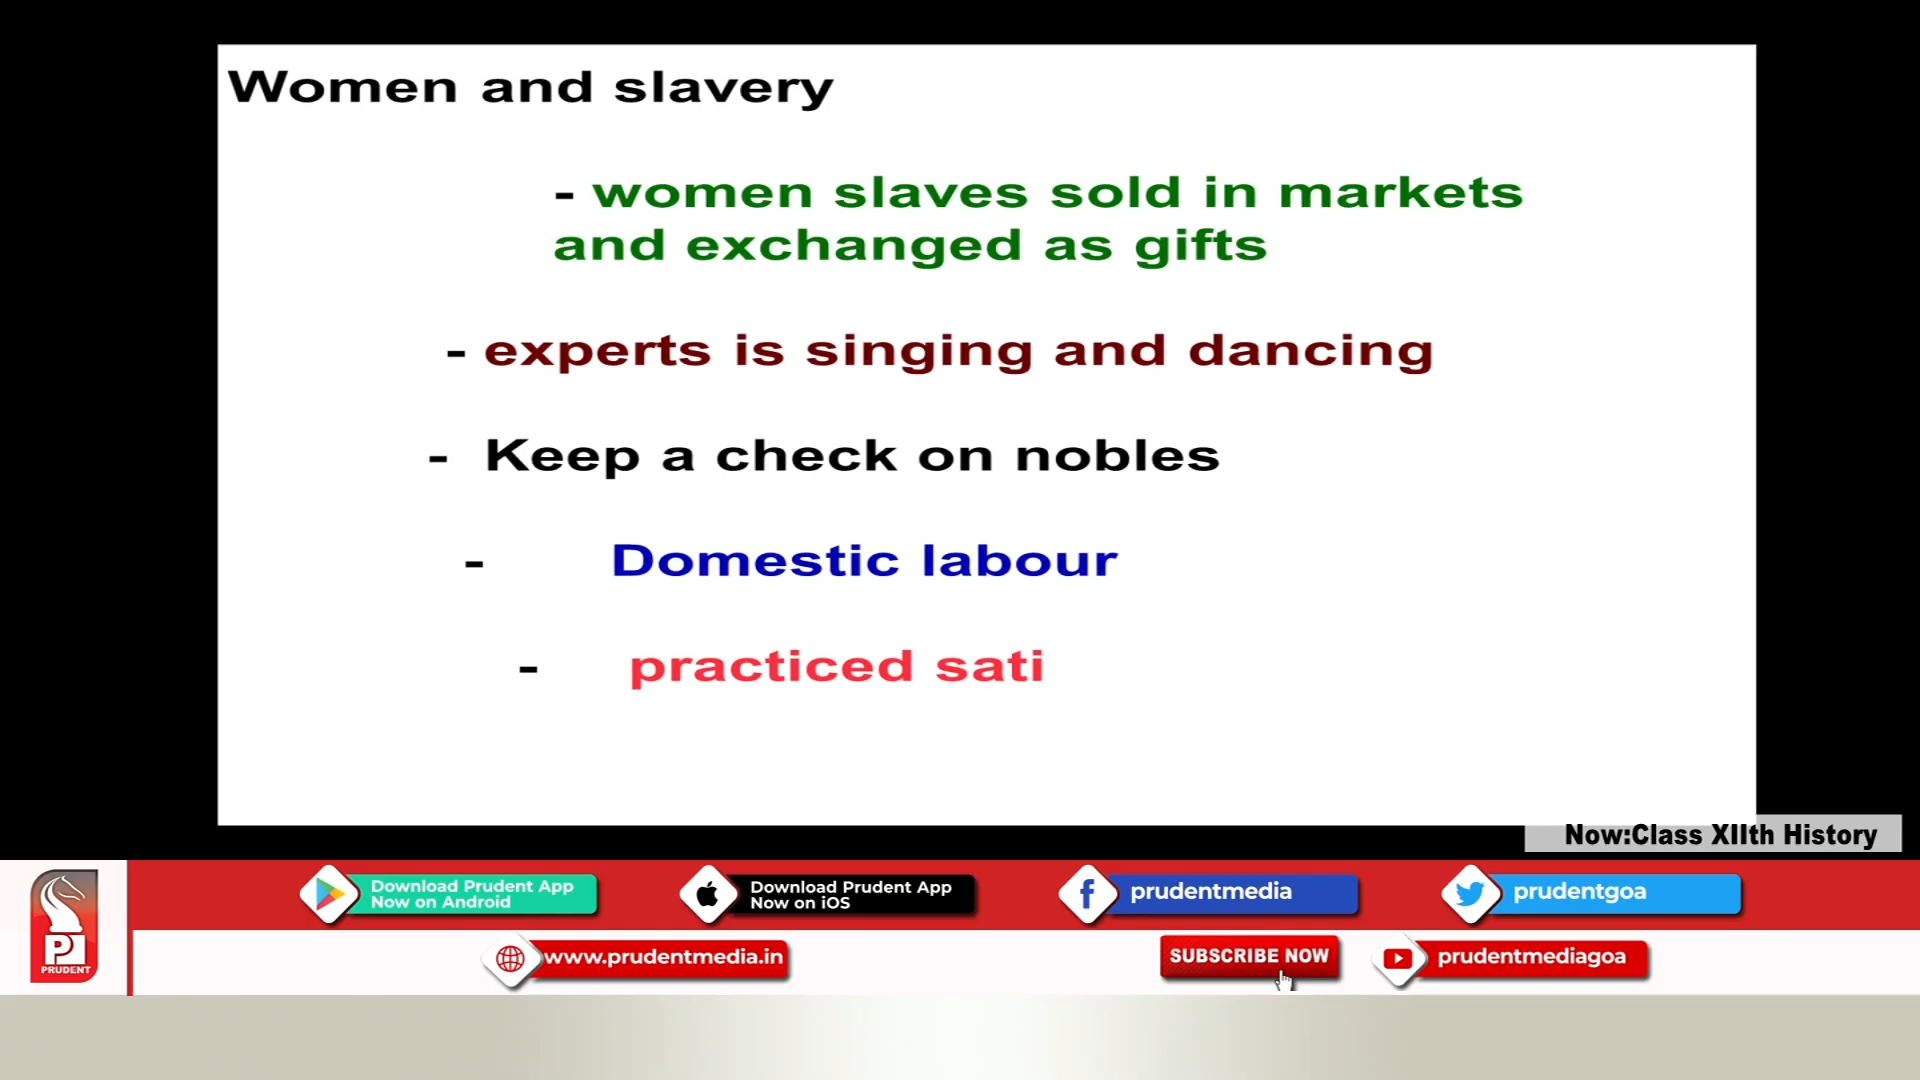 Women and slavery
- women slaves sold in markets
and exchanged as gifts
- experts is singing and dancing
- Keep a check on nobles
- Domestic labour
- practiced sati
Now:Class XIIth History
Download Prudent App
Now on Android
Download Prudent App
Now on iOS
prudentmedia
prudentgoa
PRUDENT
www.prudentmedia.in
SUBSCRIBE NOW
prudentmediagoa